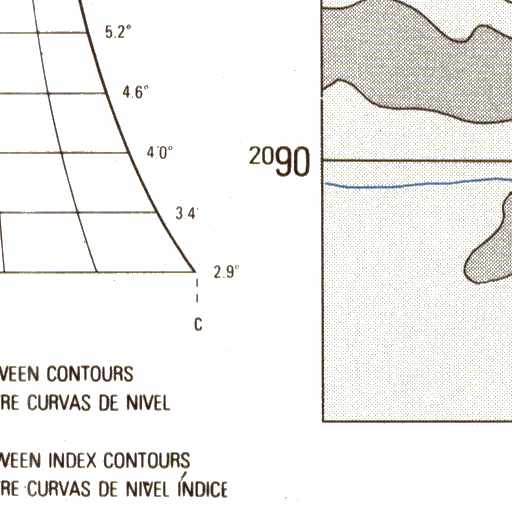 5.2°
4.6°
4.0°
3.4
2.9°
C
2090
VEEN CONTOURS
RE CURVAS DE NIVEL
WEEN INDEX CONTOURS
RE CURVAS DE NIVEL ÍNDICE